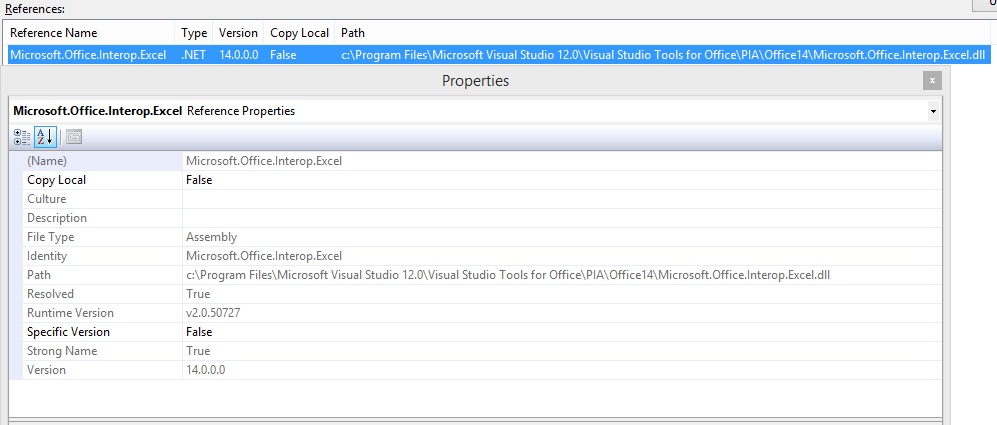 References:
Reference Name Type Version Copy Local Path
Microsoft.Office.Interop.Excel .NET 14.0.0.0 False c:\Program Files\Microsoft Visual Studio 12.0\Visual Studio Tools for Office\PIA\Office14\Microsoft.Office.Interop.Excel.dll
Properties
Microsoft.Office.Interop.Excel Reference Properties
(Name) Microsoft.Office.Interop.Excel
Copy Local False
Culture
Description
File Type Assembly
Identity Microsoft.Office.Interop.Excel
Path c:\Program Files\Microsoft Visual Studio 12.0\Visual Studio Tools for Office\PIA\Office14\Microsoft.Office.Interop.Excel.dll
Resolved True
Runtime Version v2.0.50727
Specific Version False
Strong Name True
Version 14.0.0.0